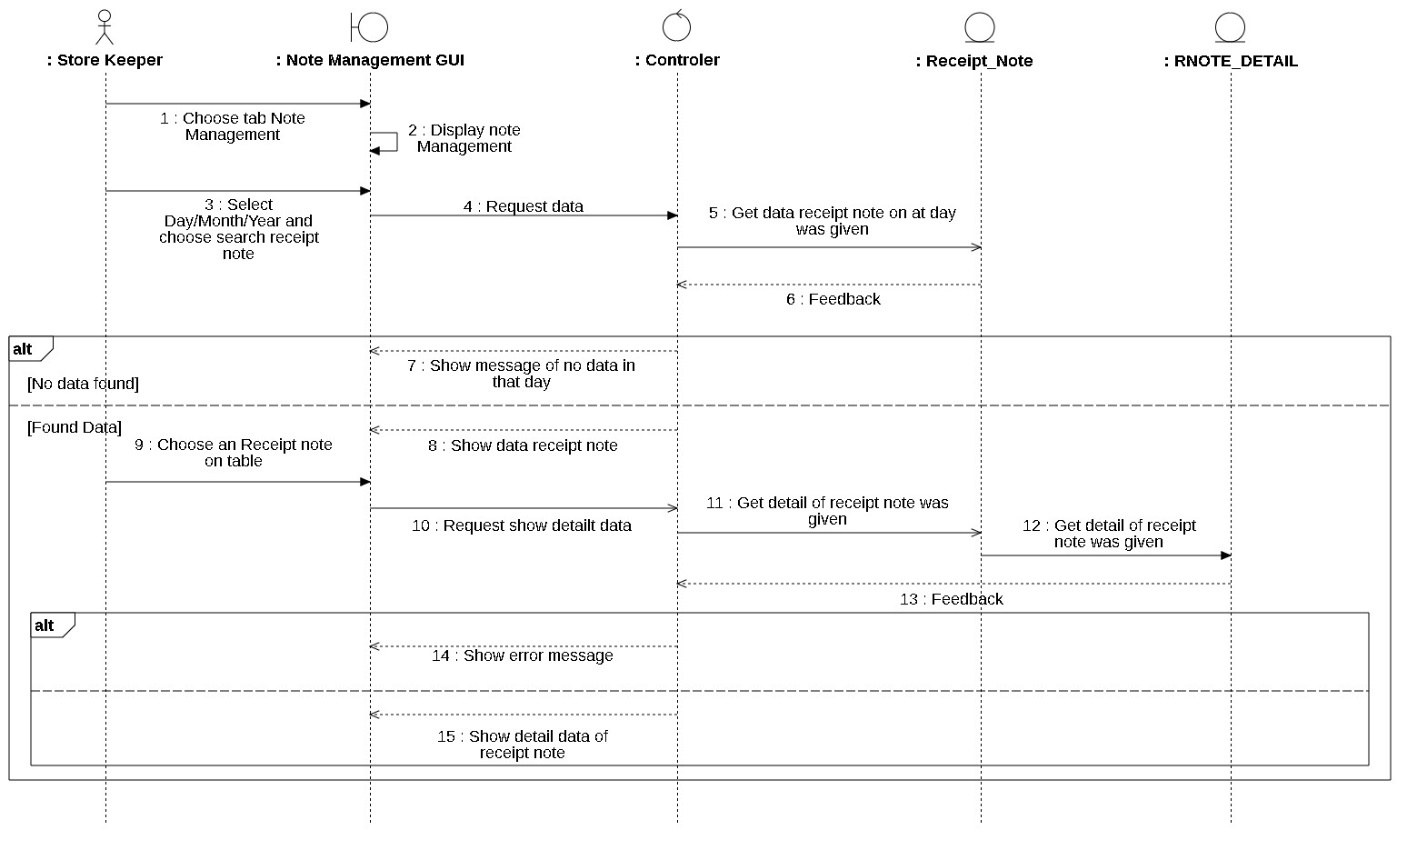 : Store Keeper
: Note Management GUI
: Controler
: Receipt_Note
: RNOTE_DETAIL
1 : Choose tab Note
Management
2 : Display note
Management
3 : Select
Day/Month/Year and
choose search receipt
note
4 : Request data
5 : Get data receipt note on at day
was given
6 : Feedback
alt
7 : Show message of no data in
that day
[No data found]
[Found Data]
8 : Show data receipt note
9 : Choose an Receipt note
on table
10 : Request show detailt data
11 : Get detail of receipt note was
given
12 : Get detail of receipt
note was given
13 : Feedback
alt
14 : Show error message
15 : Show detail data of
receipt note